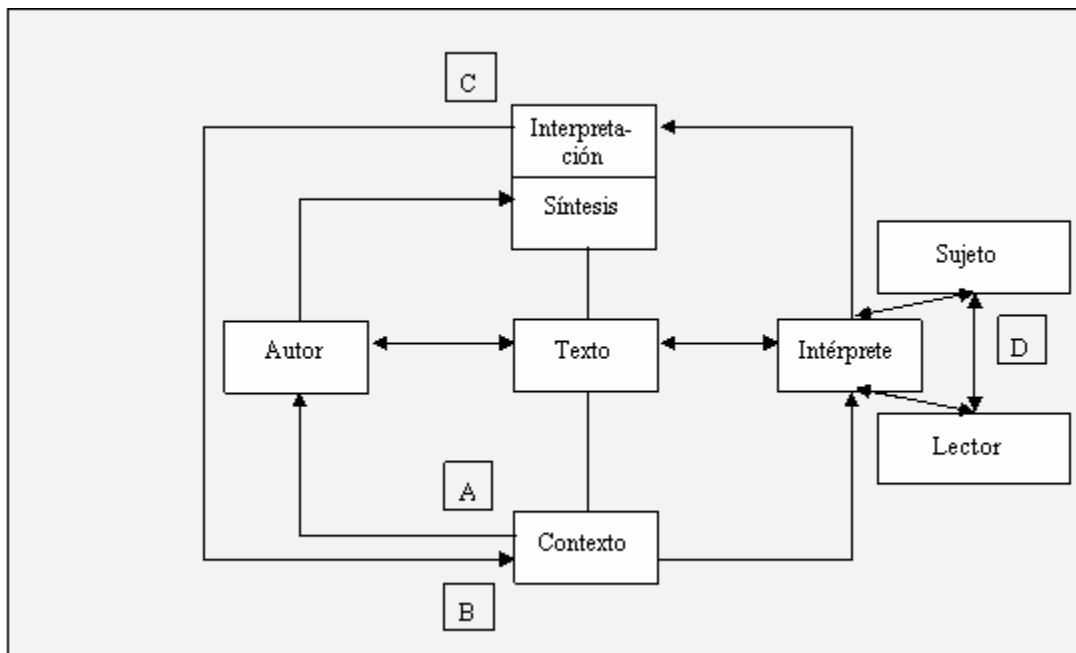 C
Interpreta-
ción
Síntesis
Sujeto
Autor
Texto
Intérprete
D
Lector
A
Contexto
B